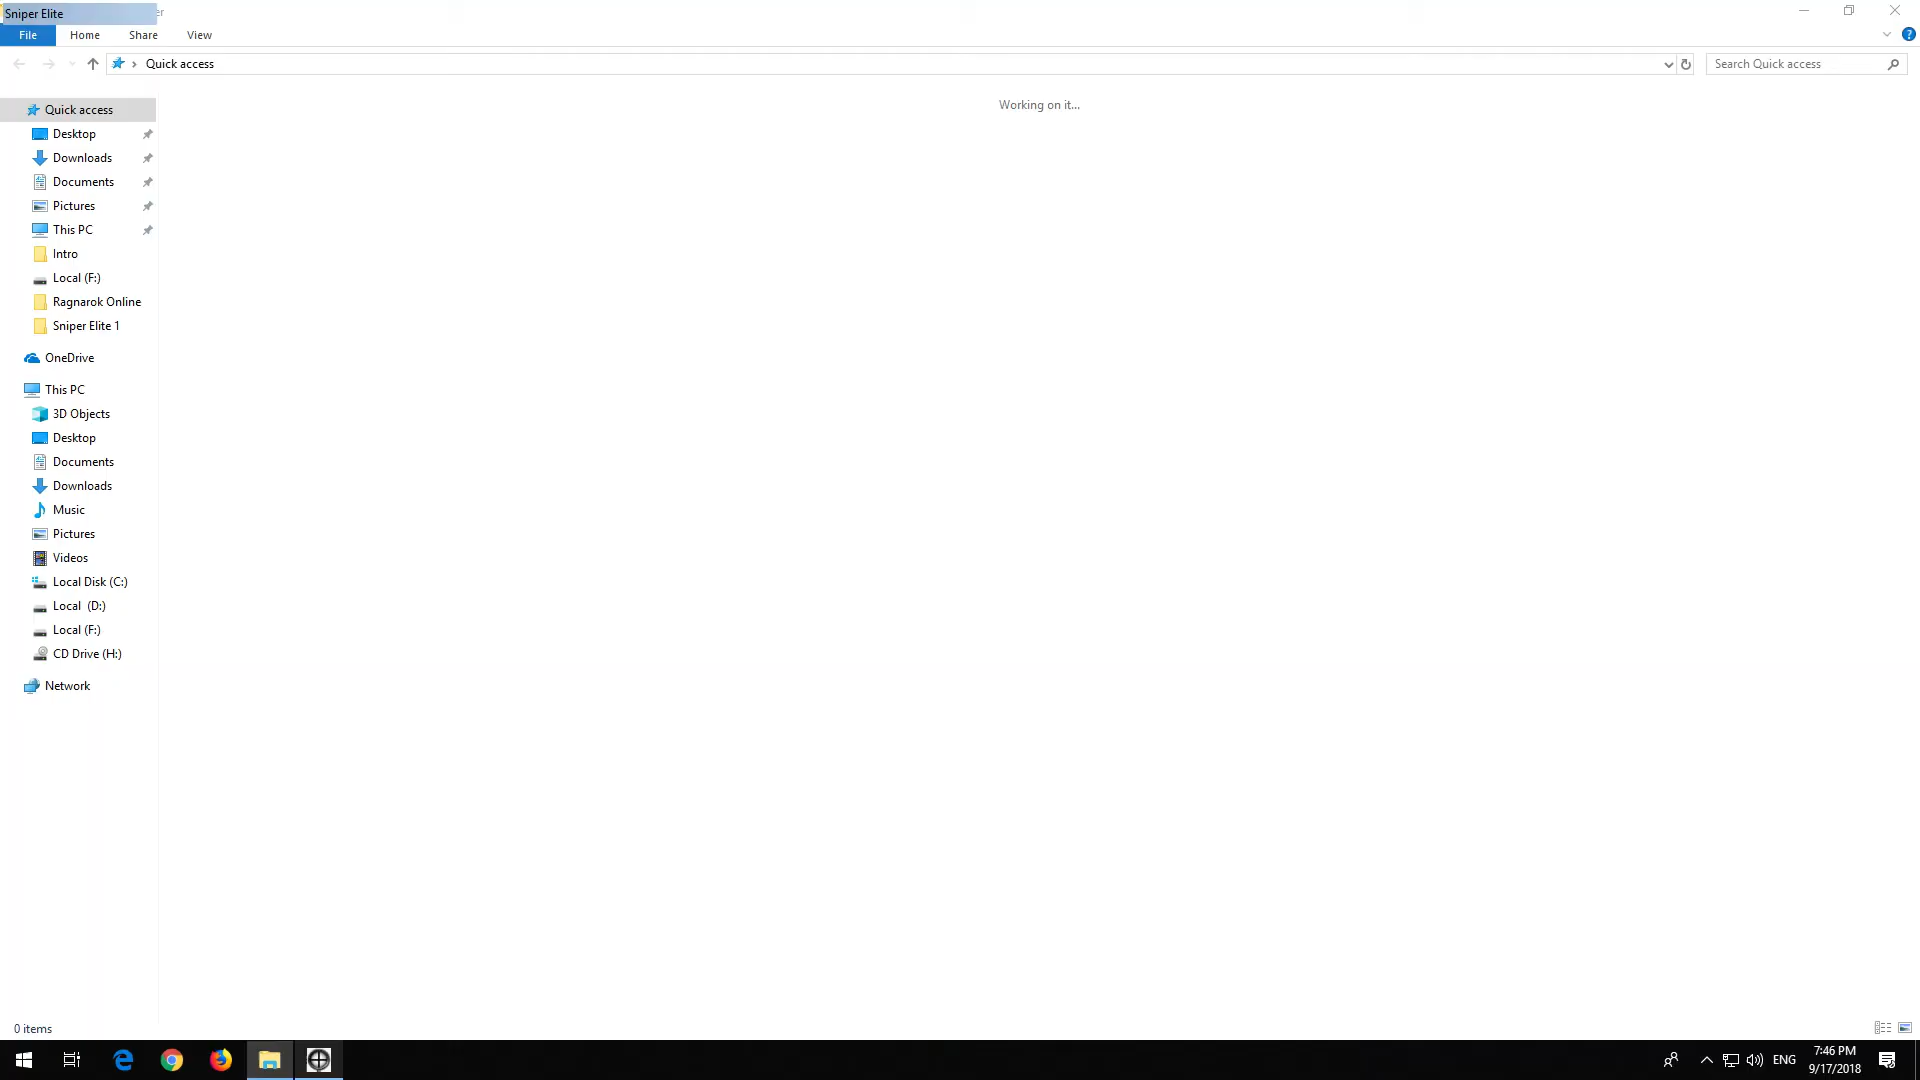 Sniper Elite
er
File Home Share View
Quick access
Search Quick access
Working on it...
Quick access
Desktop
Downloads
Documents
Pictures
This PC
Intro
Local (F:)
Ragnarok Online
Sniper Elite 1
OneDrive
This PC
3D Objects
Desktop
Documents
Downloads
Music
Pictures
Videos
Local Disk (C:)
Local (D:)
Local (F:)
CD Drive (H:)
Network
0 items
ENG
7:46 PM
9/17/2018